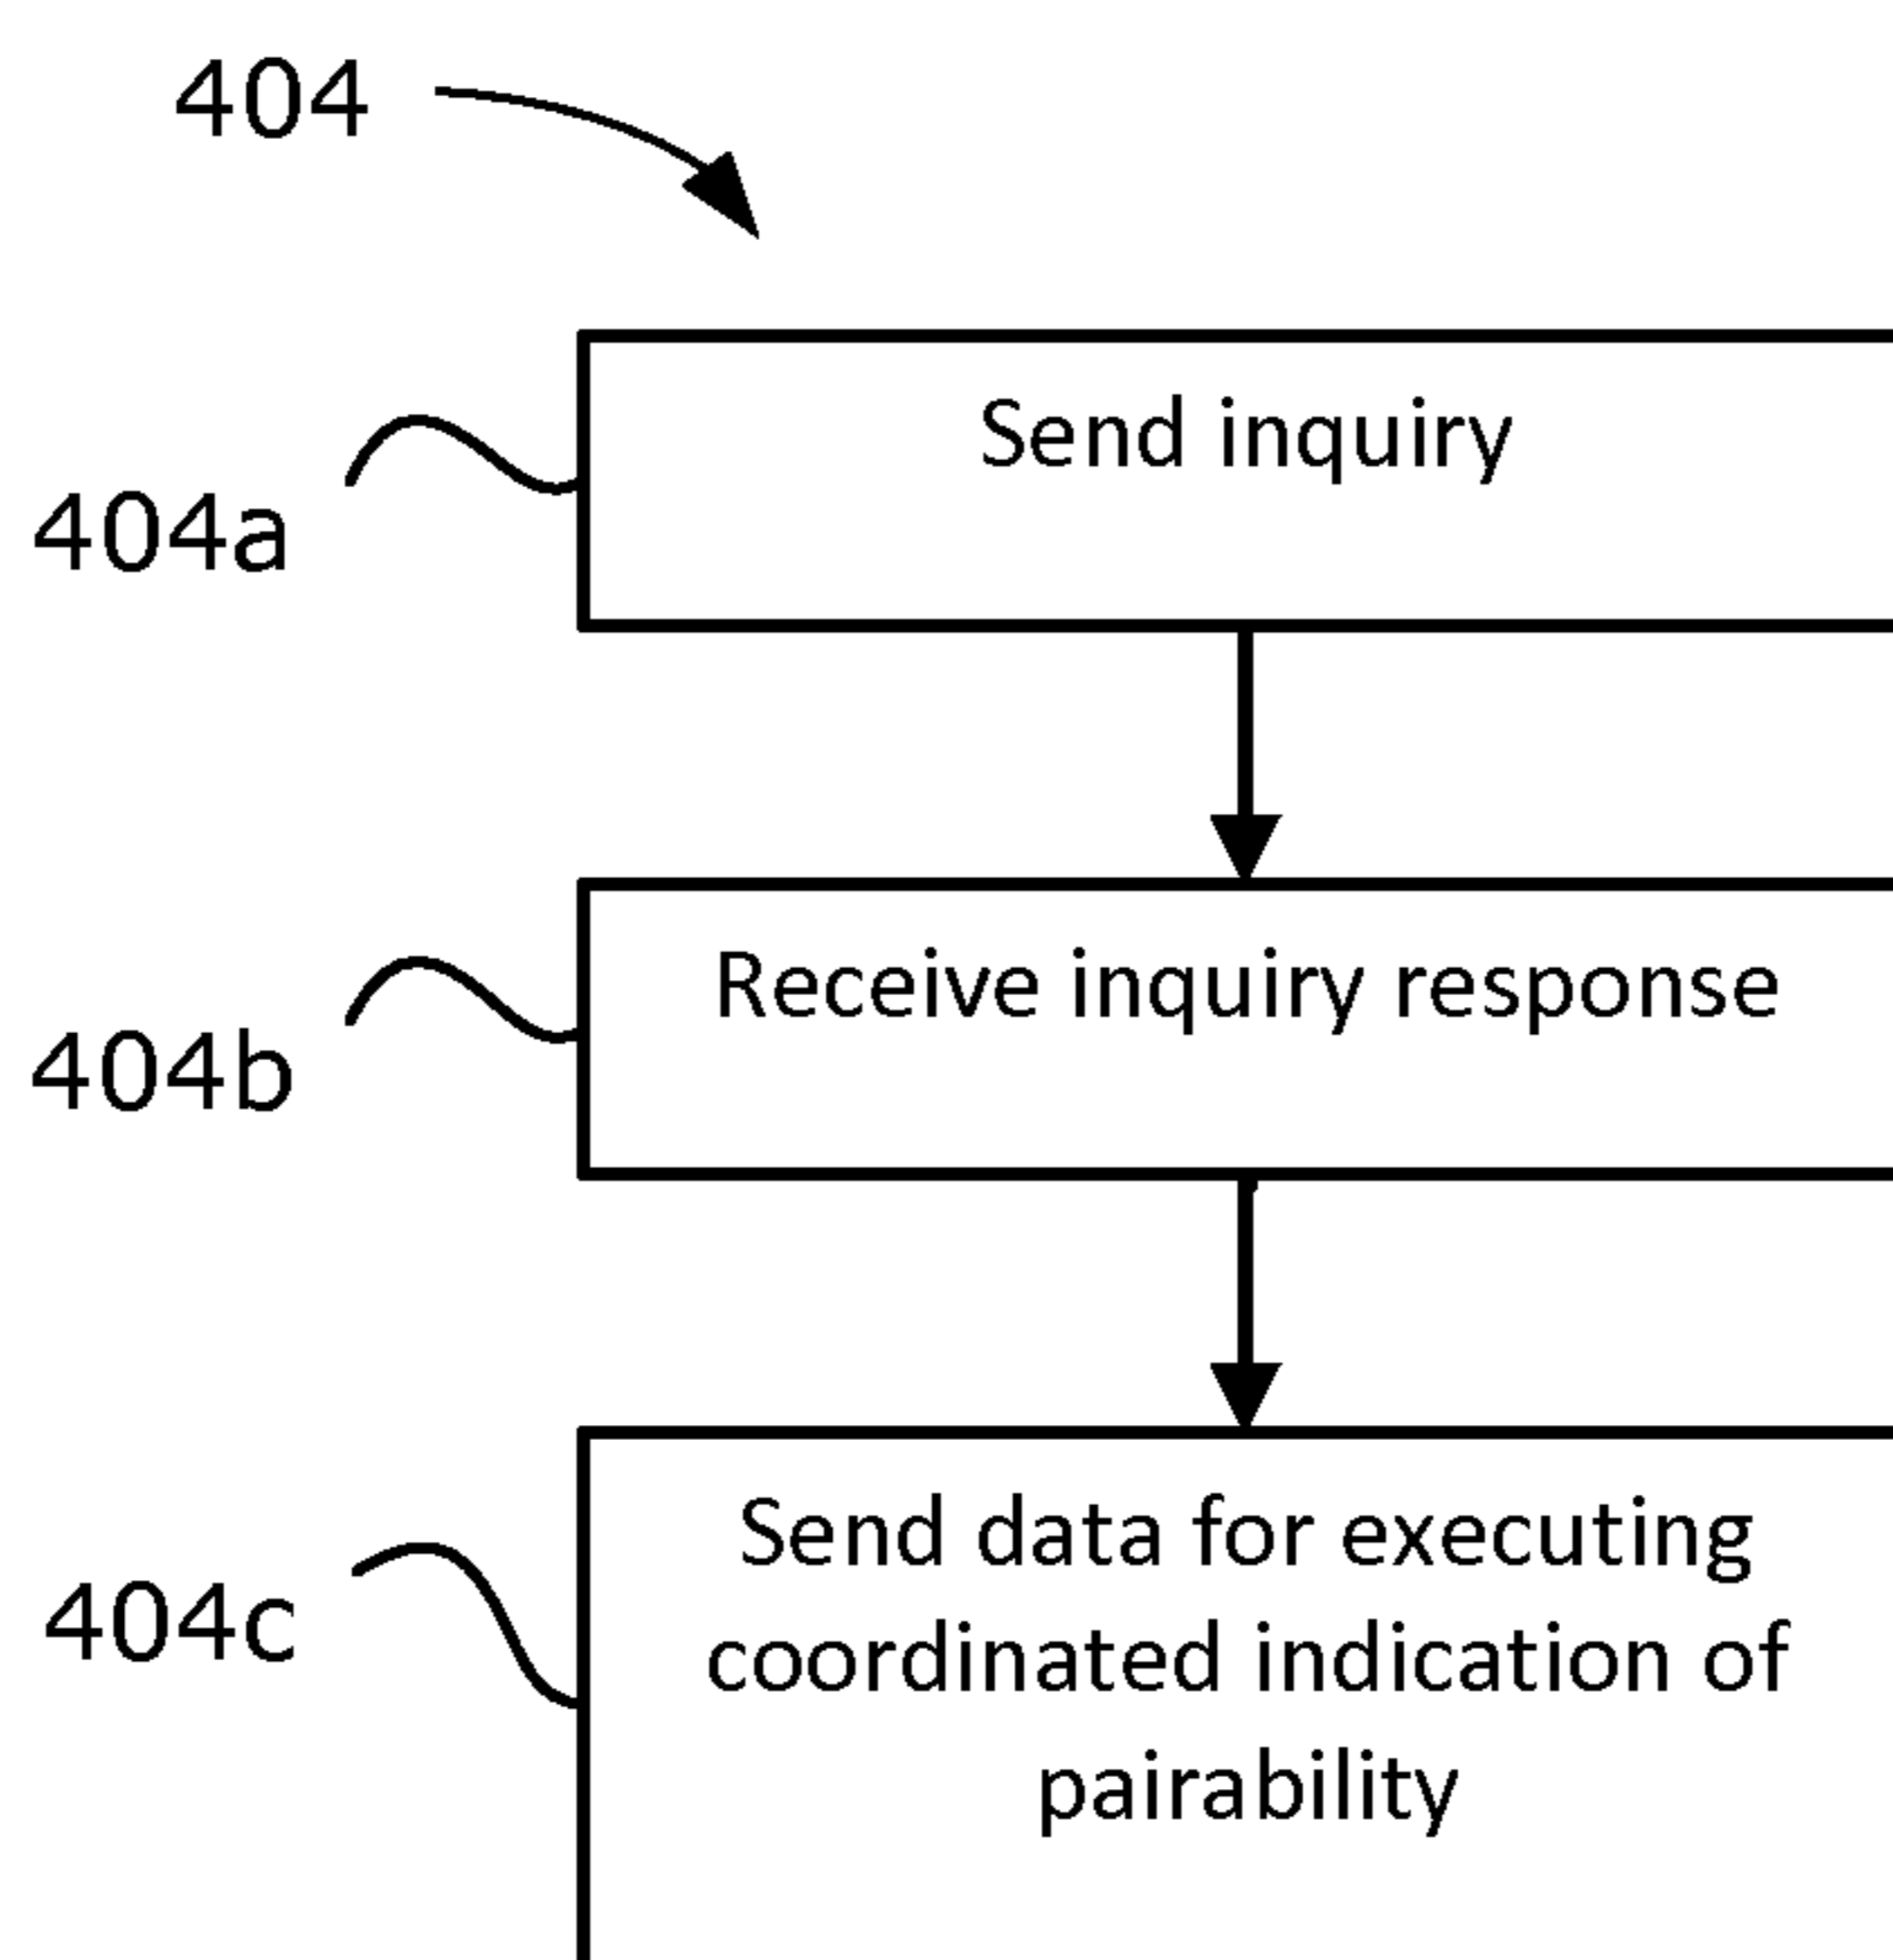 404
Send inquiry
404a
Receive inquiry response
404b
Send data for executing
coordinated indication of
pairability
404c